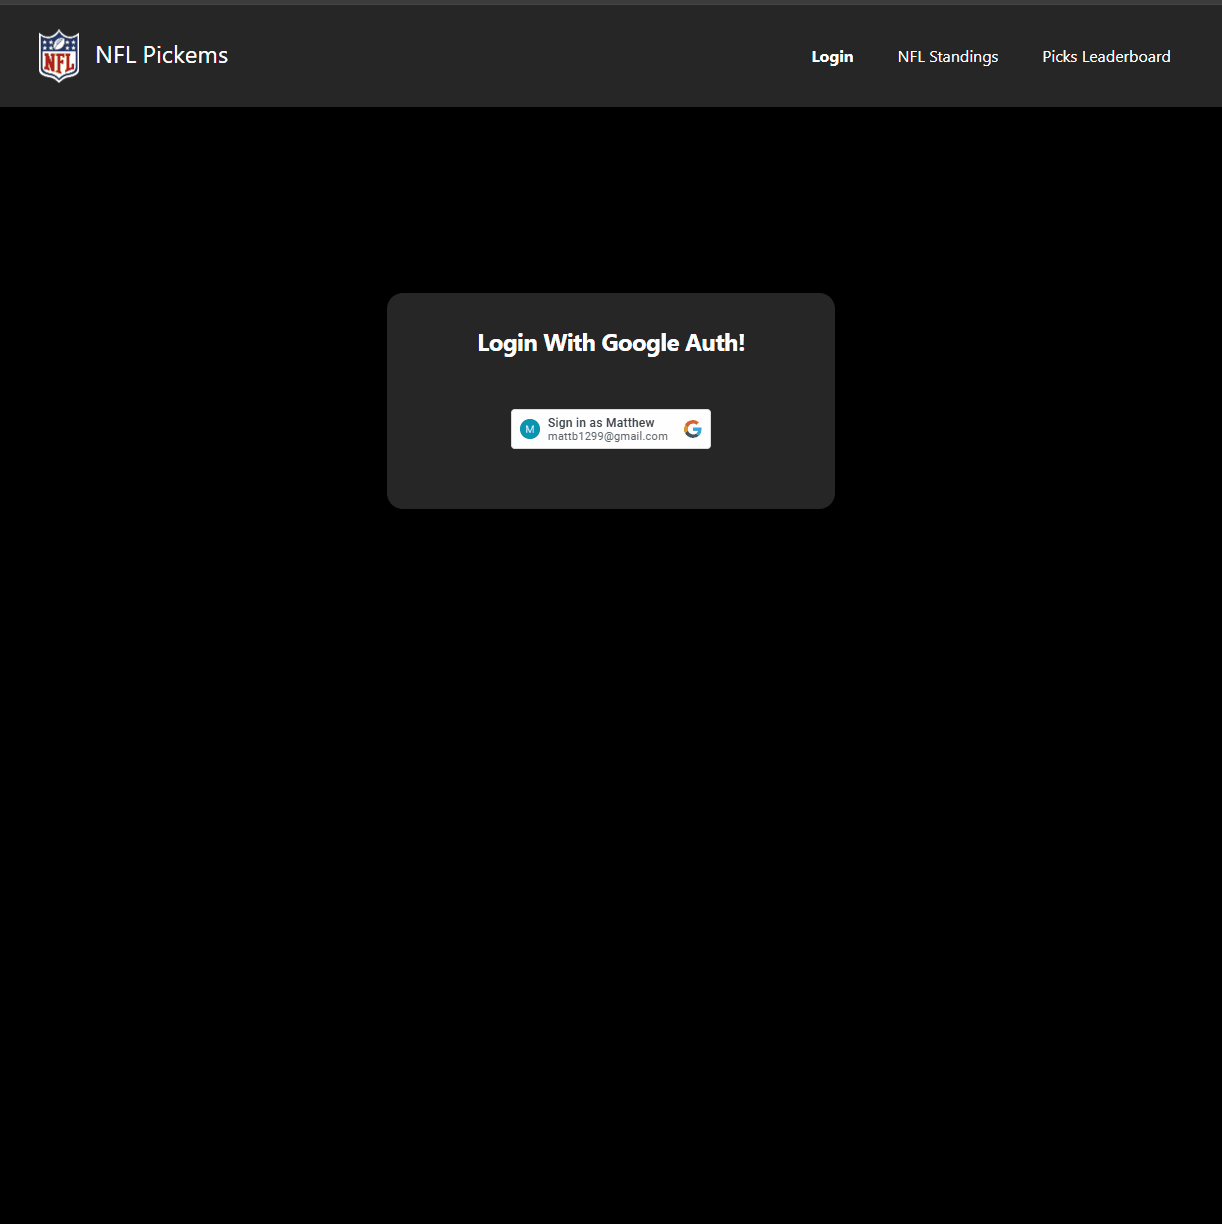 NFL
NFL Pickems
Login
NFL Standings
Picks Leaderboard
Login With Google Auth!
M
Sign in as Matthew
mattb1299@gmail.com
G